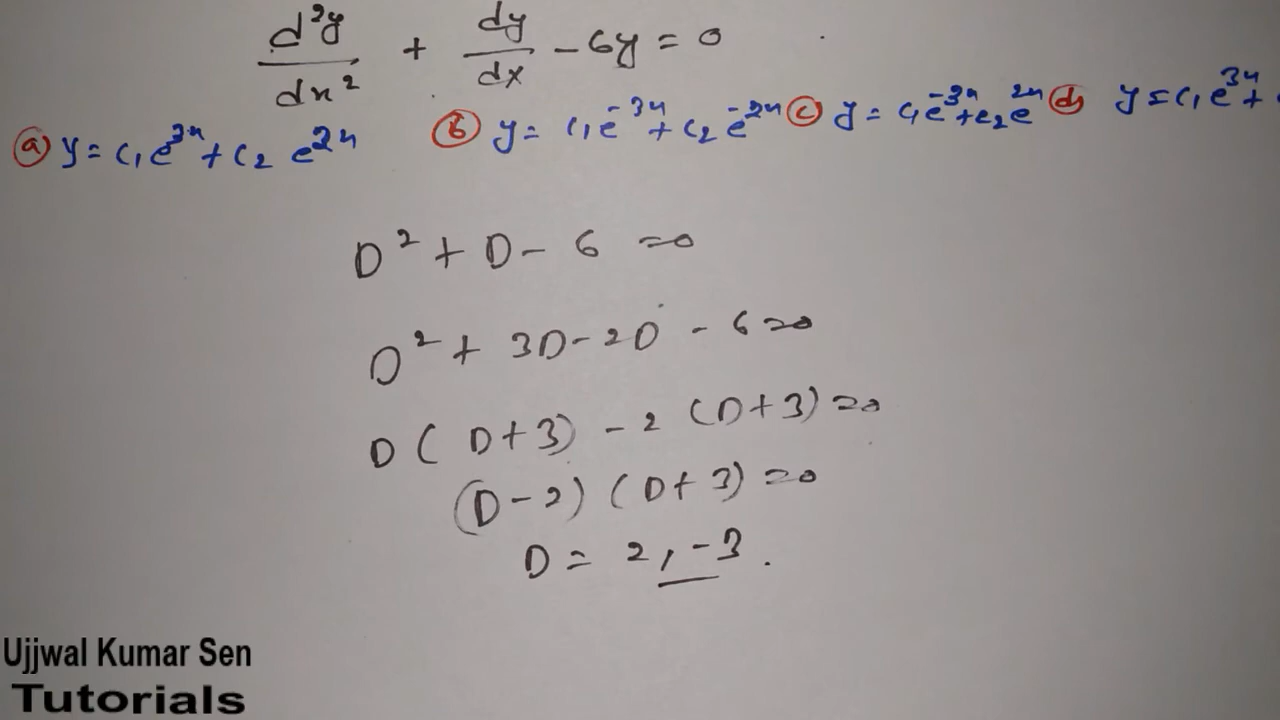 d²y/dx² + dy/dx - 6y = 0
(a) y = c₁e³ˣ + c₂ e²ˣ (b) y = c₁e⁻³ˣ + c₂ e⁻²ˣ (c) y = c₁e⁻³ˣ + c₂e²ˣ (d) y = c₁e³ˣ +
D² + D - 6 = 0
D² + 3D - 2D - 6 = 0
D ( D + 3 ) - 2 ( D + 3 ) = 0
( D - 2 ) ( D + 3 ) = 0
D = 2 , -3 .
Ujjwal Kumar Sen
Tutorials